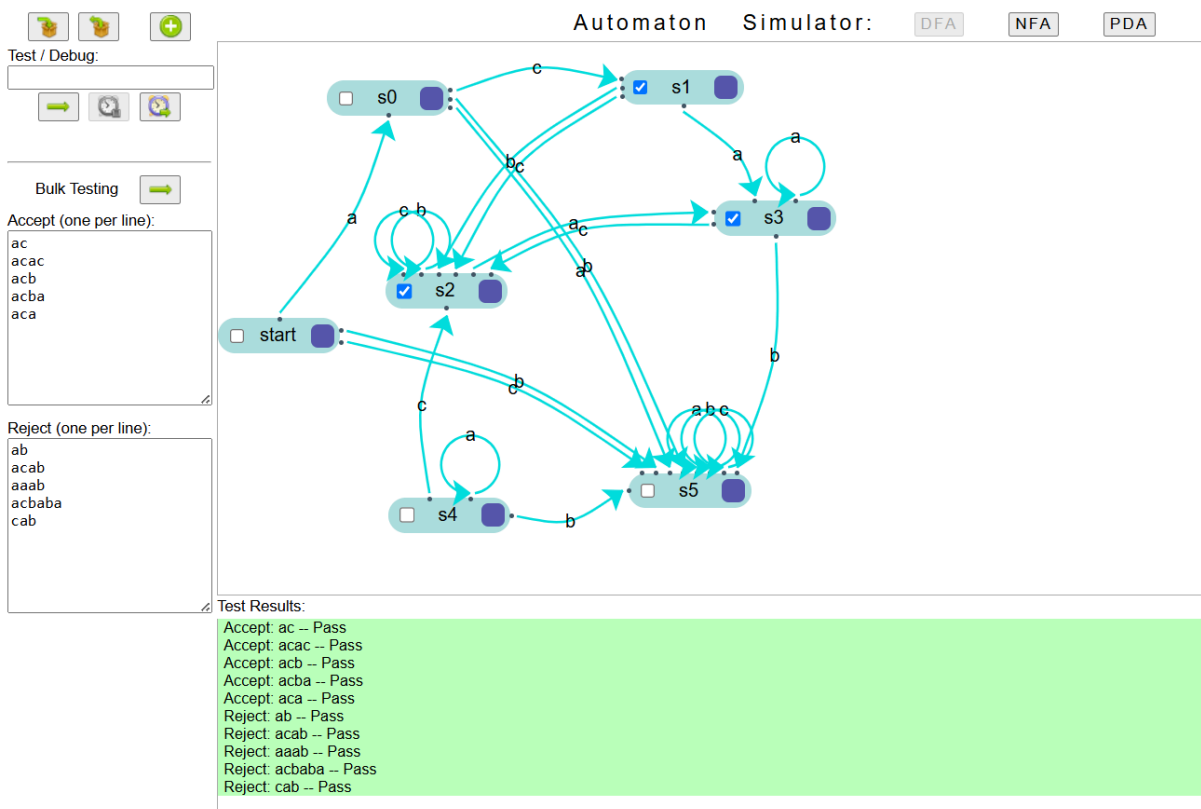 Automaton Simulator:
DFA
NFA
PDA
Test / Debug:
Bulk Testing
Accept (one per line):
ac
acac
acb
acba
aca
Reject (one per line):
ab
acab
aaab
acbaba
cab
s0
c
s1
a
a
b
c
a
c b
a
c
s3
s2
a
b
start
b
b
c
c
a
a b c
s5
s4
b
Test Results:
Accept: ac -- Pass
Accept: acac -- Pass
Accept: acb -- Pass
Accept: acba -- Pass
Accept: aca -- Pass
Reject: ab -- Pass
Reject: acab -- Pass
Reject: aaab -- Pass
Reject: acbaba -- Pass
Reject: cab -- Pass